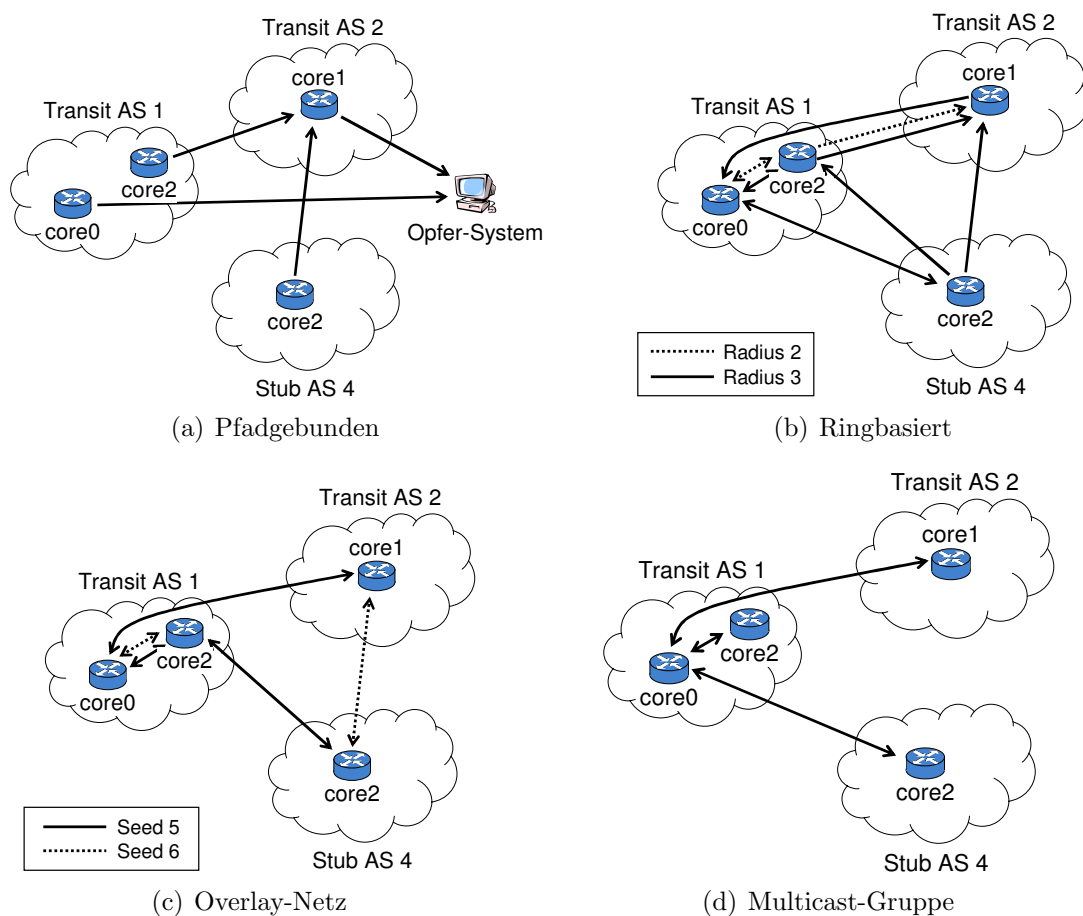 Transit AS 2
core1
Transit AS 1
core2
core0
Opfer-System
core2
Stub AS 4
(a) Pfadgebunden
Transit AS 2
core1
Transit AS 1
core2
core0
core2
Radius 2
Radius 3
Stub AS 4
(b) Ringbasiert
Transit AS 2
core1
Transit AS 1
core2
core0
core2
Seed 5
Seed 6
Stub AS 4
(c) Overlay-Netz
Transit AS 2
core1
Transit AS 1
core2
core0
core2
Stub AS 4
(d) Multicast-Gruppe